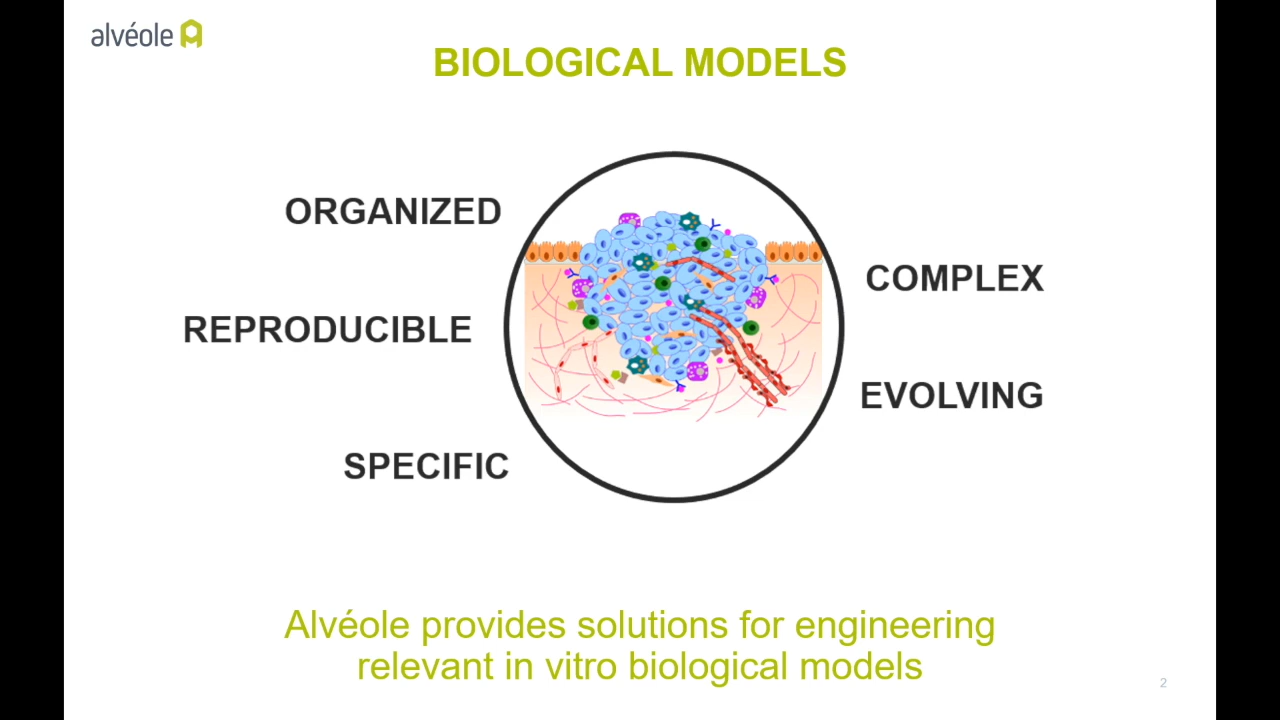 alvéole
BIOLOGICAL MODELS
ORGANIZED
COMPLEX
REPRODUCIBLE
EVOLVING
SPECIFIC
Alvéole provides solutions for engineering
relevant in vitro biological models
2